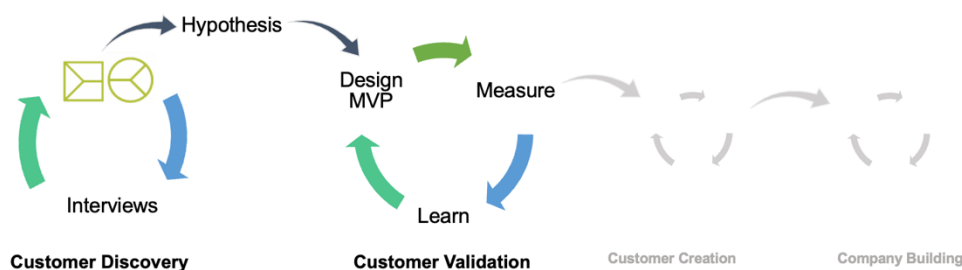 Hypothesis
Design
MVP
Measure
Interviews
Learn
Customer Discovery
Customer Validation
Customer Creation
Company Building